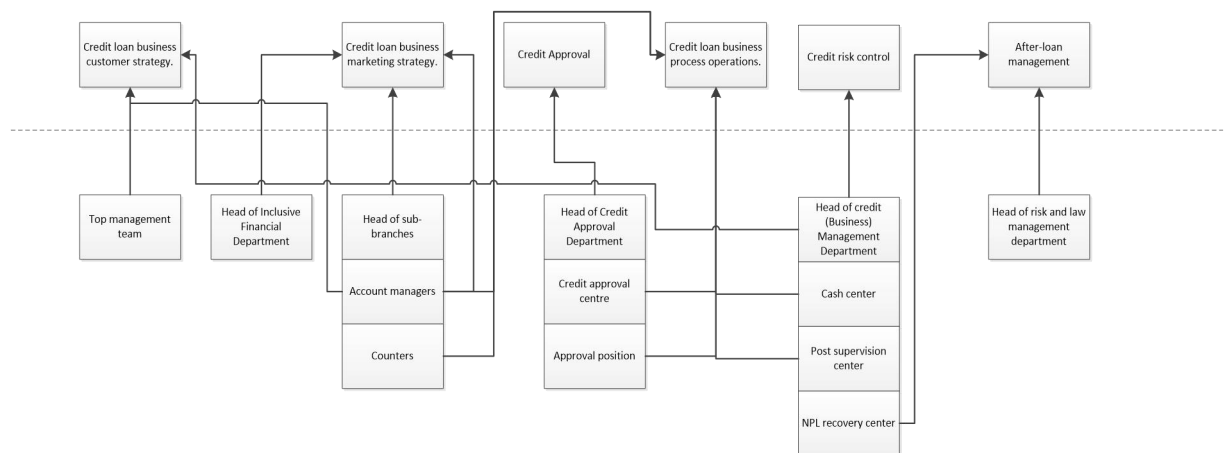 Credit loan business
customer strategy.
Credit loan business
marketing strategy.
Credit Approval
Credit loan business
process operations.
Credit risk control
After-loan
management
Top management
team
Head of Inclusive
Financial
Department
Head of sub-
branches
Account managers
Counters
Head of Credit
Approval
Department
Credit approval
centre
Approval position
Head of credit
(Business)
Management
Department
Cash center
Post supervision
center
NPL recovery center
Head of risk and law
management
department